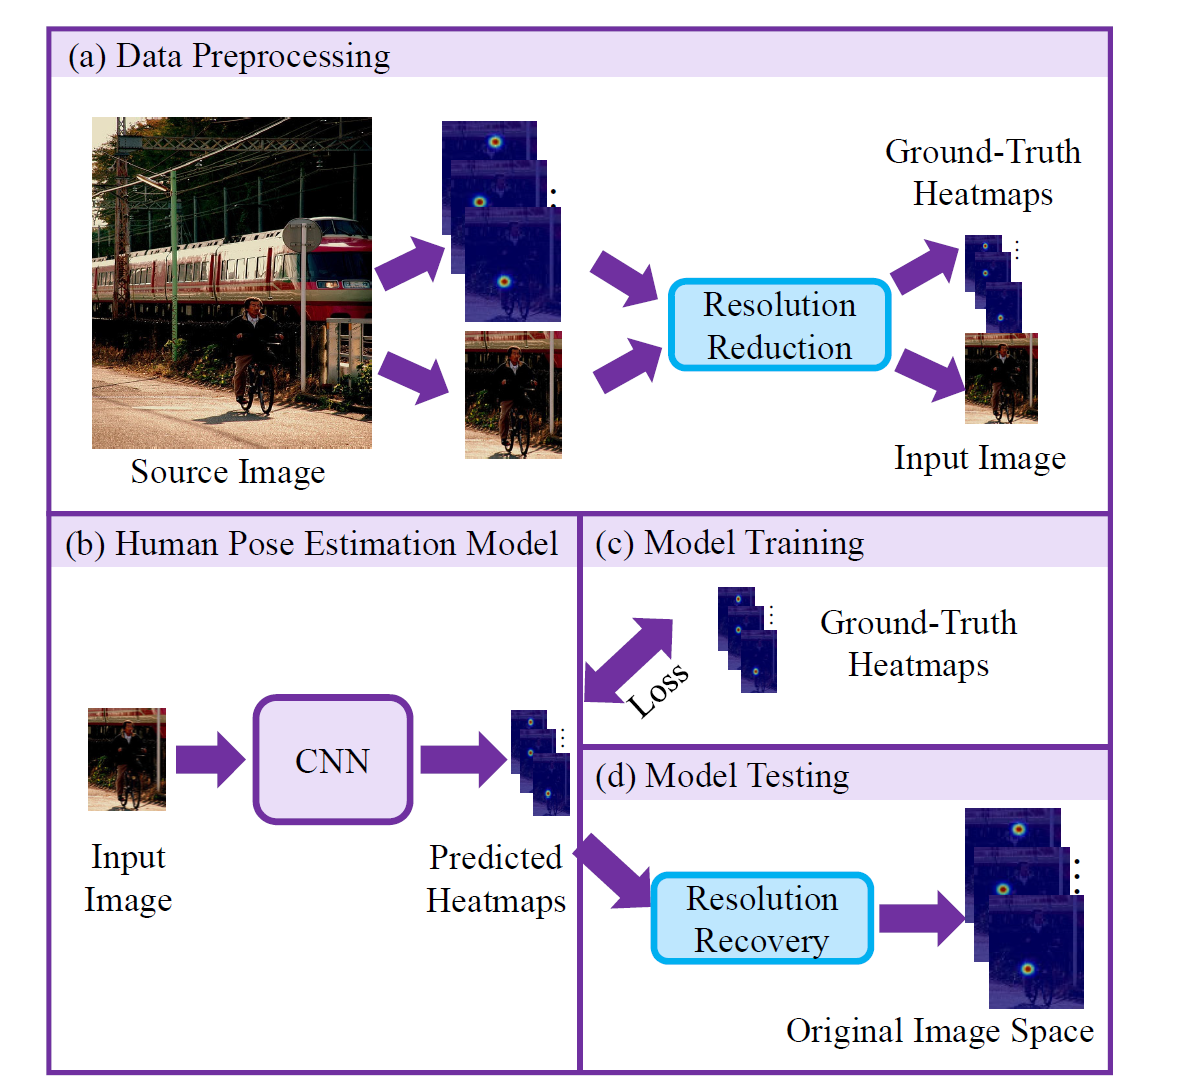 (a) Data Preprocessing
Ground-Truth
Heatmaps
Resolution
Reduction
Source Image
Input Image
(b) Human Pose Estimation Model
CNN
Input
Image
Predicted
Heatmaps
(c) Model Training
Loss
Ground-Truth
Heatmaps
(d) Model Testing
Resolution
Recovery
Original Image Space